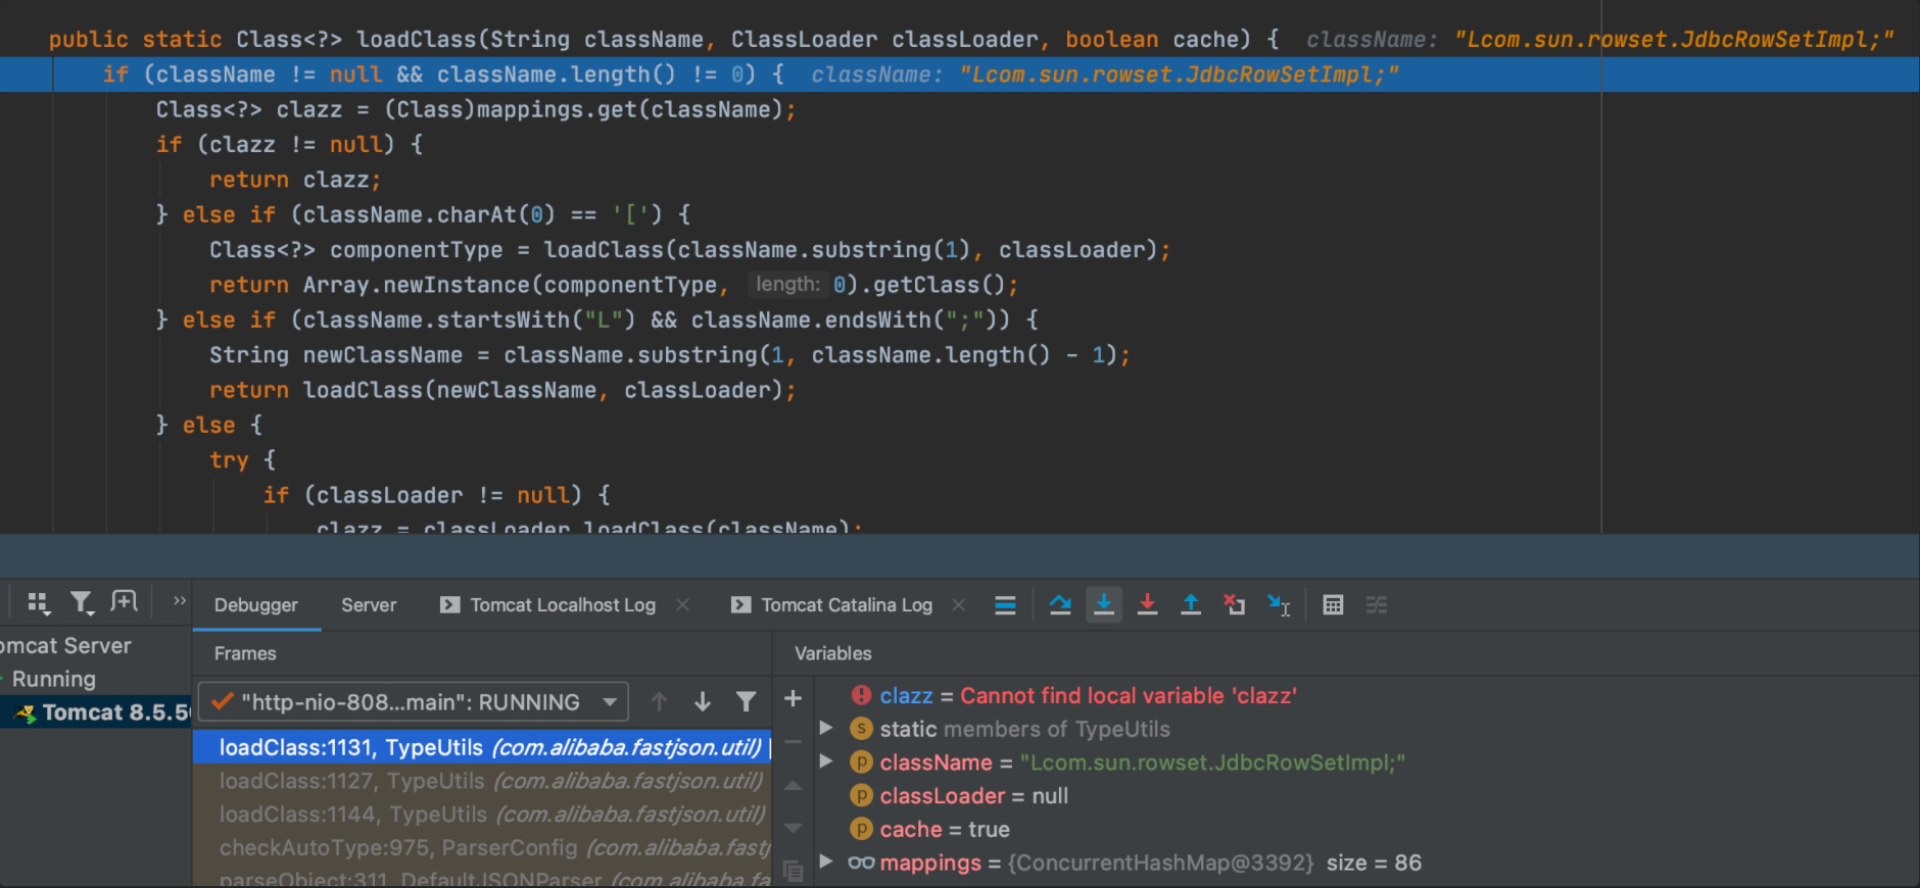 public static Class<?> loadClass(String className, ClassLoader classLoader, boolean cache) { className: "Lcom.sun.rowset.JdbcRowSetImpl;"
if (className != null && className.length() != 0) { className: "Lcom.sun.rowset.JdbcRowSetImpl;"
Class<?> clazz = (Class)mappings.get(className);
if (clazz != null) {
return clazz;
} else if (className.charAt(0) == '[') {
Class<?> componentType = loadClass(className.substring(1), classLoader);
return Array.newInstance(componentType, length: 0).getClass();
} else if (className.startsWith("L") && className.endsWith(";")) {
String newClassName = className.substring(1, className.length() - 1);
return loadClass(newClassName, classLoader);
} else {
try {
if (classLoader != null) {
clazz = classLoader.loadClass(className);
Debugger Server Tomcat Localhost Log Tomcat Catalina Log
omcat Server
Running
Tomcat 8.5.5
Frames
"http-nio-808...main": RUNNING
loadClass:1131, TypeUtils (com.alibaba.fastjson.util)
loadClass:1127, TypeUtils (com.alibaba.fastjson.util)
loadClass:1144, TypeUtils (com.alibaba.fastjson.util)
checkAutoType:975, ParserConfig (com.alibaba.fastj
parseObject:311, DefaultJSONParser (com.alibaba.fa
Variables
clazz = Cannot find local variable 'clazz'
static members of TypeUtils
className = "Lcom.sun.rowset.JdbcRowSetImpl;"
classLoader = null
cache = true
mappings = {ConcurrentHashMap@3392} size = 86